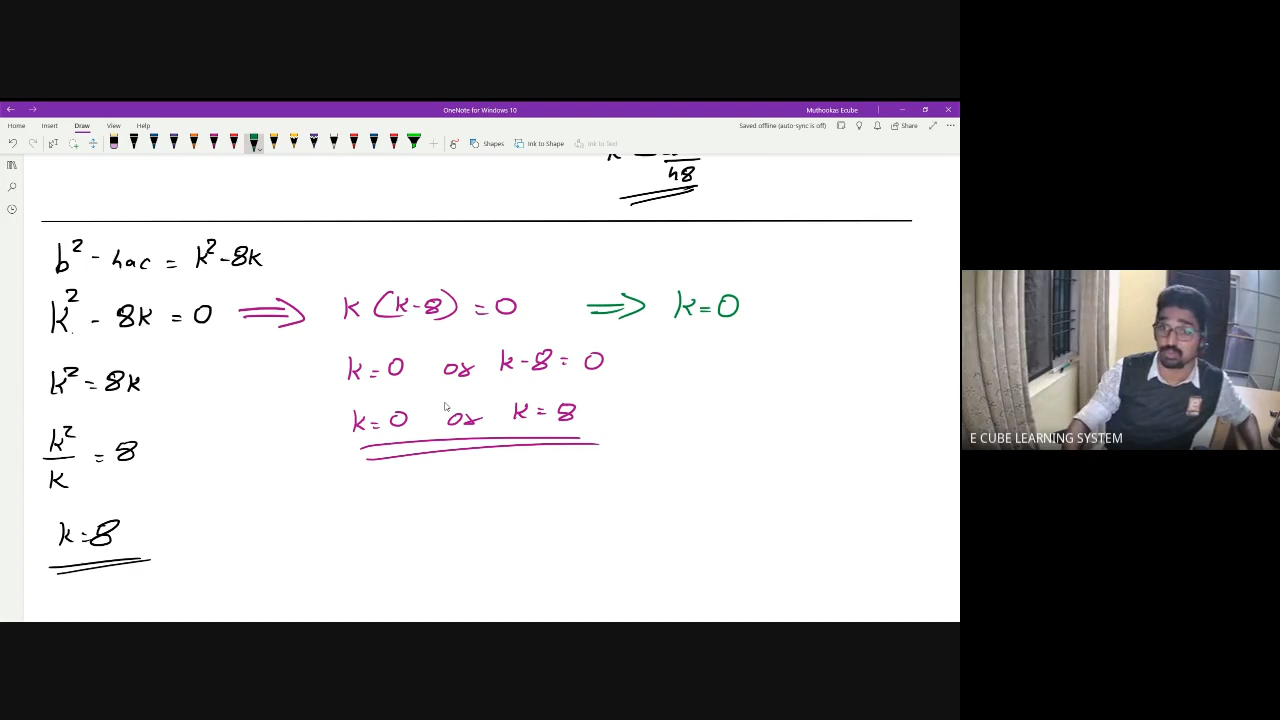 OneNote for Windows 10
Muthookas Ecube
Home Insert Draw View Help
Saved offline (auto-sync is off)
Share
Shapes
Ink to Shape
Ink to Text
48
b² - 4ac = k² - 8k
k² - 8k = 0 ⟹ k (k-8) = 0 ⟹ k=0
k=0 or k-8=0
k² = 8k
k=0 or k=8
k²/k = 8
k=8
E CUBE LEARNING SYSTEM